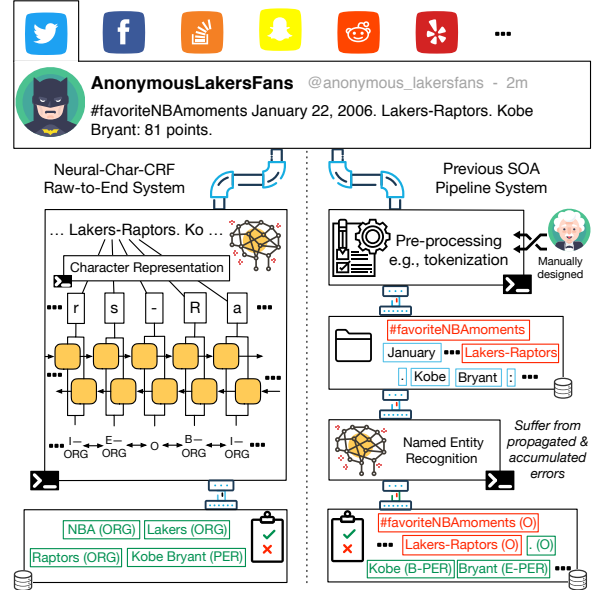 AnonymousLakersFans @anonymous_lakersfans - 2m
#favoriteNBAmoments January 22, 2006. Lakers-Raptors. Kobe
Bryant: 81 points.
Neural-Char-CRF
Raw-to-End System
... Lakers-Raptors. Ko ...
Character Representation
r s - R a
I—ORG E—ORG O B—ORG I—ORG
NBA (ORG) Lakers (ORG)
Raptors (ORG) Kobe Bryant (PER)
Previous SOA
Pipeline System
Pre-processing
e.g., tokenization
Manually
designed
#favoriteNBAmoments
January ... Lakers-Raptors
. Kobe Bryant : ...
Named Entity
Recognition
Suffer from
propagated &
accumulated
errors
#favoriteNBAmoments (O)
... Lakers-Raptors (O) . (O)
Kobe (B-PER) Bryant (E-PER) ...